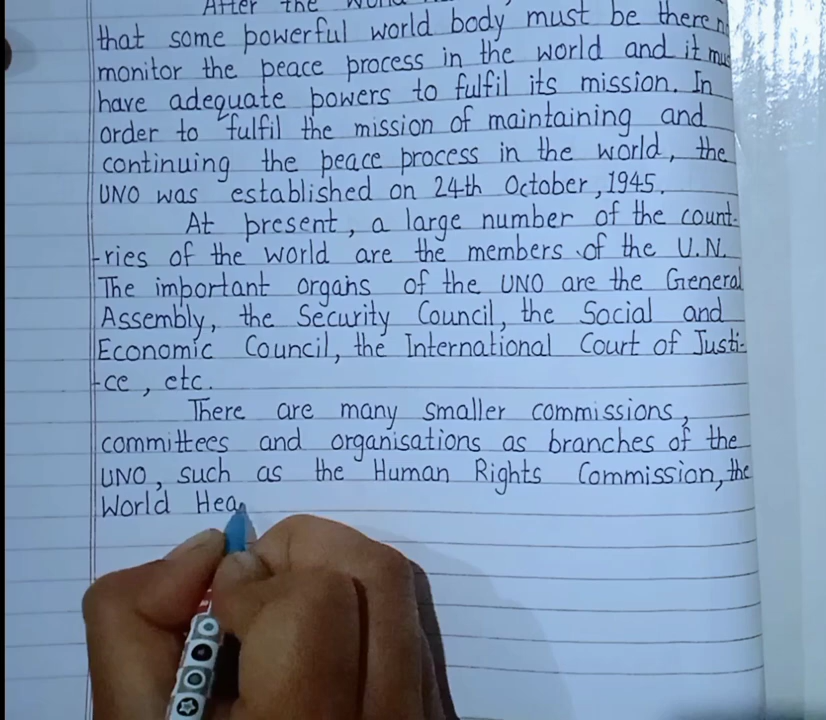 After the World
that some powerful world body must be there
monitor the peace process in the world and it
have adequate powers to fulfil its mission. In
order to fulfil the mission of maintaining and
continuing the peace process in the world, the
UNO was established on 24th October, 1945.
At present, a large number of the count-
-ries of the world are the members of the U.N.
The important organs of the UNO are the General
Assembly, the Security Council, the Social and
Economic Council, the International Court of Justi-
-ce, etc.
There are many smaller commissions,
committees and organisations as branches of the
UNO, such as the Human Rights Commission, the
World Hea